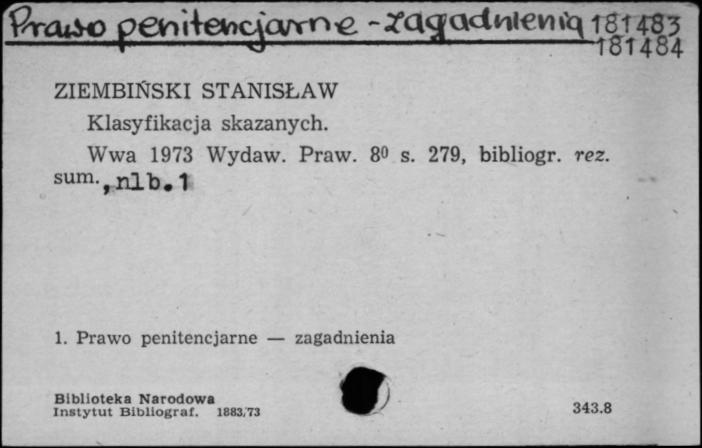 Prawo penitencjarne - zagadnienia 181483
181484
ZIEMBIŃSKI STANISŁAW
Klasyfikacja skazanych.
Wwa 1973 Wydaw. Praw. 8⁰ s. 279, bibliogr. rez.
sum., nlb. 1
1. Prawo penitencjarne — zagadnienia
Biblioteka Narodowa
Instytut Bibliograf. 1883/73
343.8